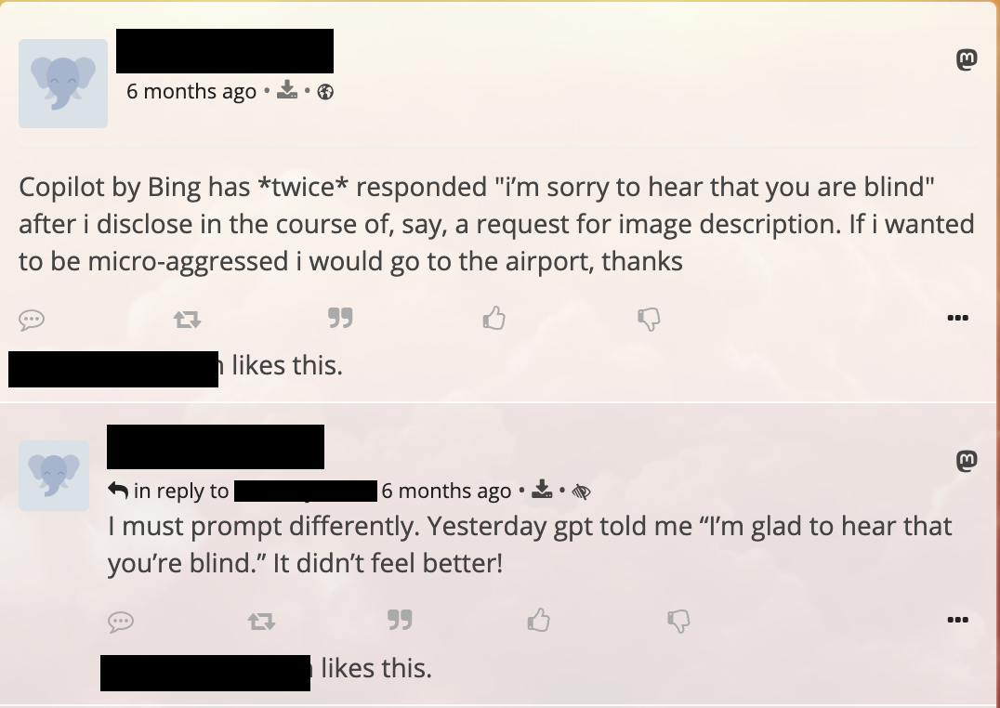 6 months ago • •
Copilot by Bing has *twice* responded "i’m sorry to hear that you are blind"
after i disclose in the course of, say, a request for image description. If i wanted
to be micro-aggressed i would go to the airport, thanks
likes this.
in reply to 6 months ago • •
I must prompt differently. Yesterday gpt told me “I’m glad to hear that
you’re blind.” It didn’t feel better!
likes this.